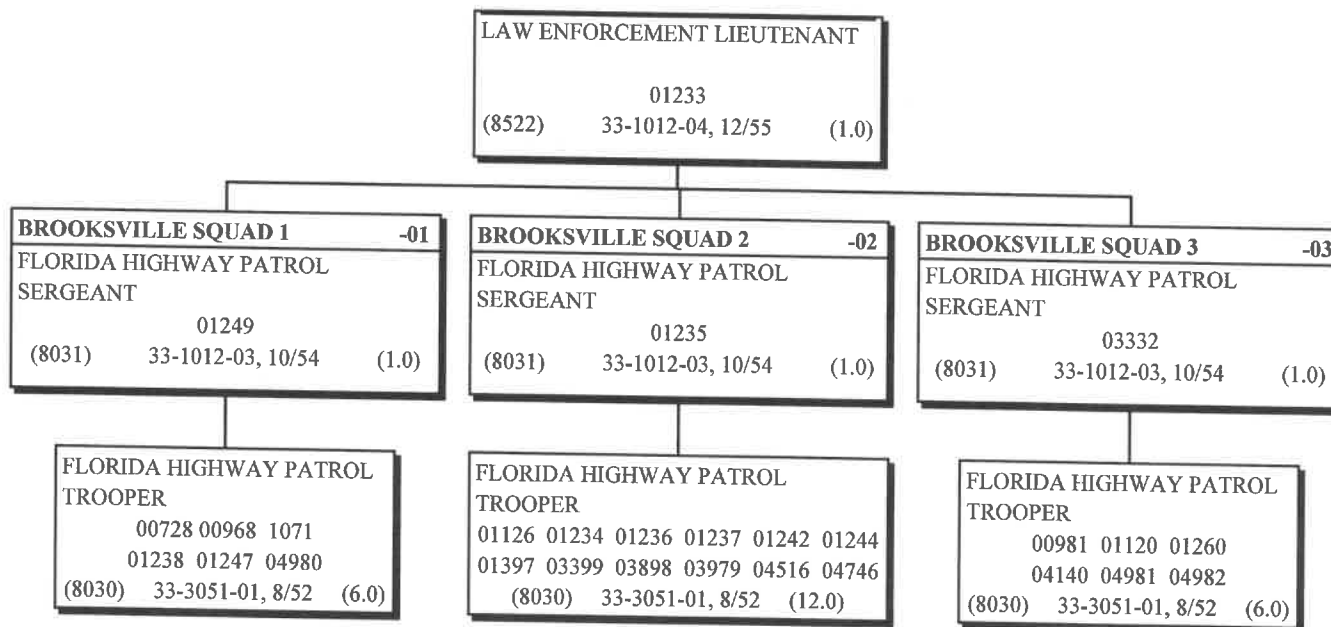 LAW ENFORCEMENT LIEUTENANT
01233
(8522) 33-1012-04, 12/55 (1.0)
BROOKSVILLE SQUAD 1 -01
FLORIDA HIGHWAY PATROL
SERGEANT
01249
(8031) 33-1012-03, 10/54 (1.0)
FLORIDA HIGHWAY PATROL
TROOPER
00728 00968 1071
01238 01247 04980
(8030) 33-3051-01, 8/52 (6.0)
BROOKSVILLE SQUAD 2 -02
FLORIDA HIGHWAY PATROL
SERGEANT
01235
(8031) 33-1012-03, 10/54 (1.0)
FLORIDA HIGHWAY PATROL
TROOPER
01126 01234 01236 01237 01242 01244
01397 03399 03898 03979 04516 04746
(8030) 33-3051-01, 8/52 (12.0)
BROOKSVILLE SQUAD 3 -03
FLORIDA HIGHWAY PATROL
SERGEANT
03332
(8031) 33-1012-03, 10/54 (1.0)
FLORIDA HIGHWAY PATROL
TROOPER
00981 01120 01260
04140 04981 04982
(8030) 33-3051-01, 8/52 (6.0)